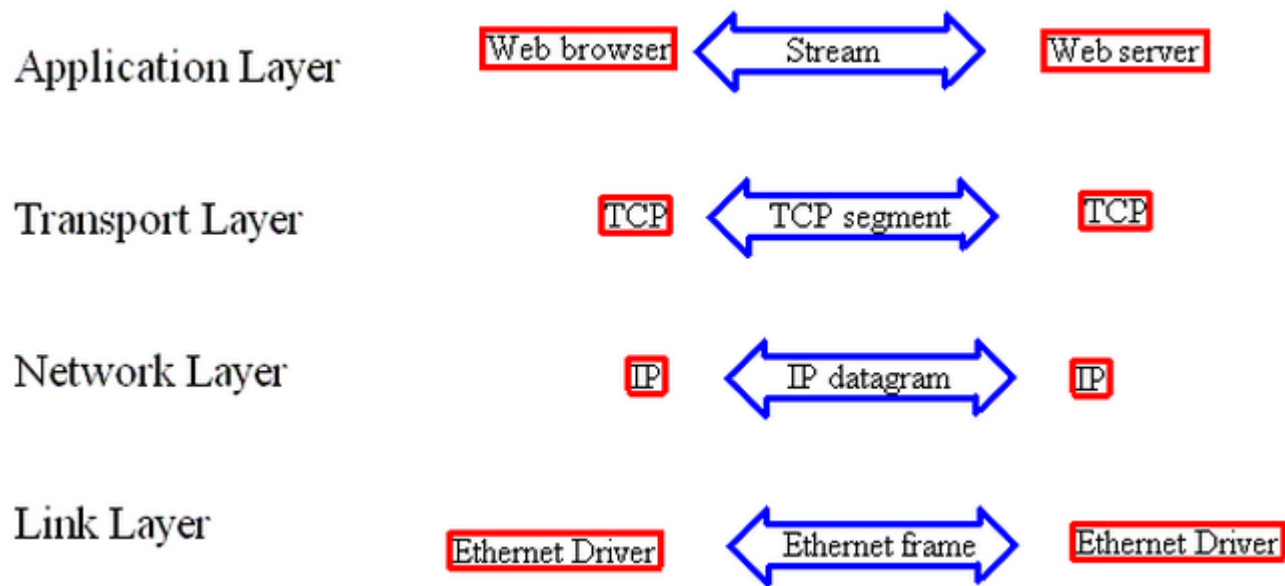 Application Layer
Web browser
Stream
Web server
Transport Layer
TCP
TCP segment
TCP
Network Layer
IP
IP datagram
IP
Link Layer
Ethernet Driver
Ethernet frame
Ethernet Driver